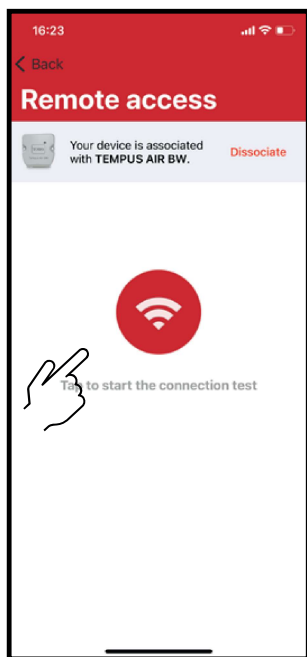 16:23
Back
Remote access
Your device is associated
with TEMPUS AIR BW.
Dissociate
Tap to start the connection test